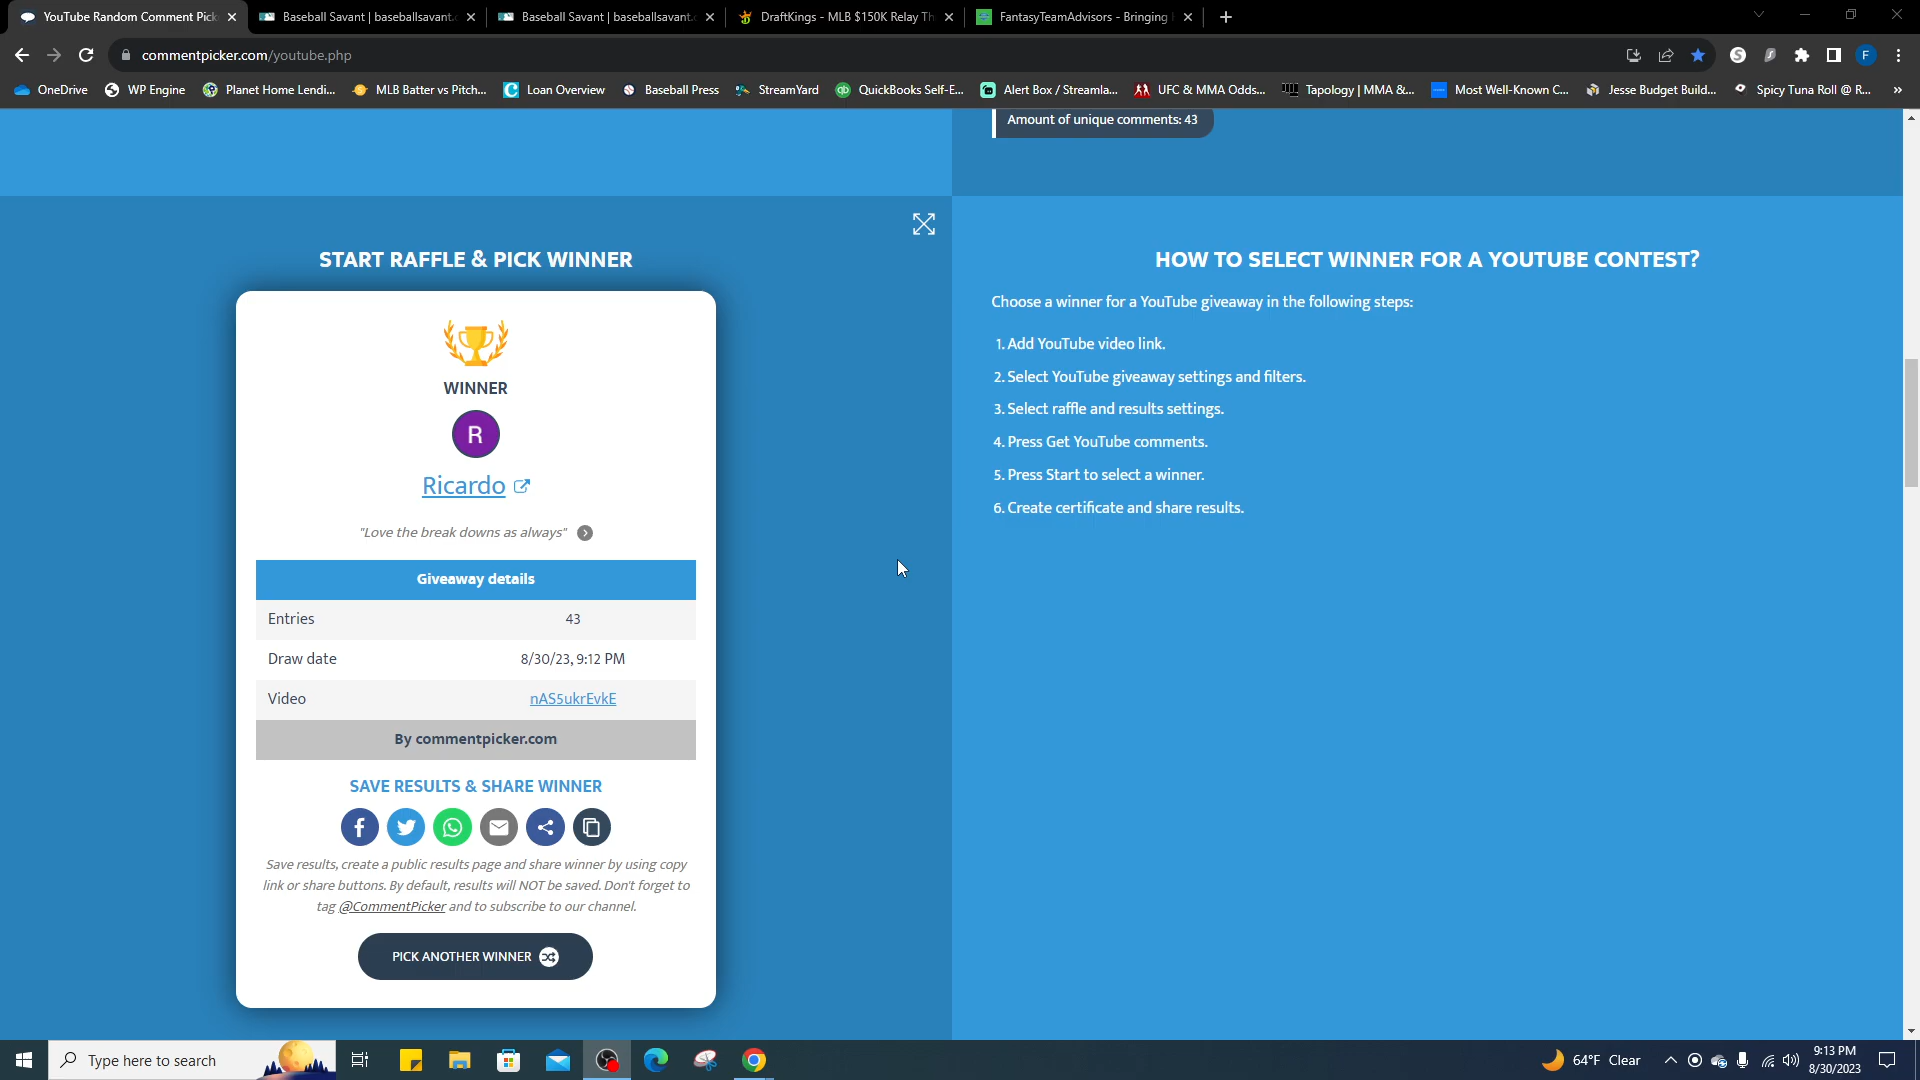 YouTube Random Comment Pick
Baseball Savant | baseballsavant.c
Baseball Savant | baseballsavant.c
DraftKings - MLB $150K Relay Th
FantasyTeamAdvisors - Bringing
commentpicker.com/youtube.php
F
OneDrive
WP Engine
Planet Home Lendi...
MLB Batter vs Pitch...
Loan Overview
Baseball Press
StreamYard
QuickBooks Self-E...
Alert Box / Streamla...
UFC & MMA Odds...
Tapology | MMA &...
Most Well-Known C...
Jesse Budget Build...
Spicy Tuna Roll @ R...
»
Amount of unique comments: 43
START RAFFLE & PICK WINNER
WINNER
R
Ricardo
"Love the break downs as always"
Giveaway details
Entries 43
Draw date 8/30/23, 9:12 PM
Video nAS5ukrEvkE
By commentpicker.com
SAVE RESULTS & SHARE WINNER
Save results, create a public results page and share winner by using copy
link or share buttons. By default, results will NOT be saved. Don't forget to
tag @CommentPicker and to subscribe to our channel.
PICK ANOTHER WINNER
HOW TO SELECT WINNER FOR A YOUTUBE CONTEST?
Choose a winner for a YouTube giveaway in the following steps:
1. Add YouTube video link.
2. Select YouTube giveaway settings and filters.
3. Select raffle and results settings.
4. Press Get YouTube comments.
5. Press Start to select a winner.
6. Create certificate and share results.
Type here to search
64°F Clear
9:13 PM
8/30/2023